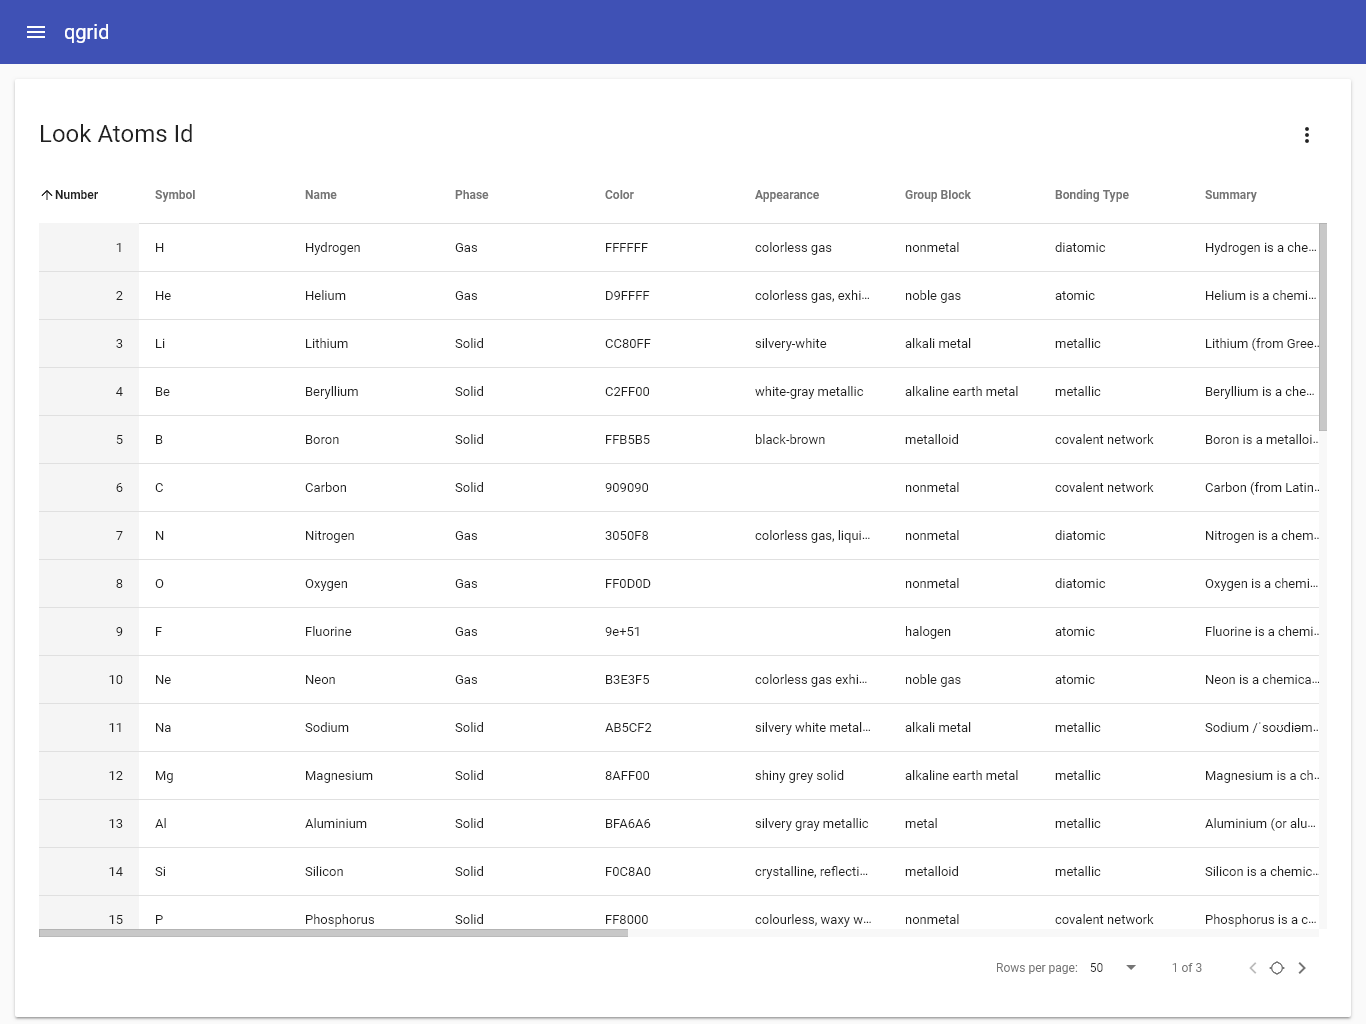 qgrid
Look Atoms Id
Number Symbol Name Phase Color Appearance Group Block Bonding Type Summary
1 H Hydrogen Gas FFFFFF colorless gas nonmetal diatomic Hydrogen is a che...
2 He Helium Gas D9FFFF colorless gas, exhi... noble gas atomic Helium is a chemi...
3 Li Lithium Solid CC80FF silvery-white alkali metal metallic Lithium (from Gree...
4 Be Beryllium Solid C2FF00 white-gray metallic alkaline earth metal metallic Beryllium is a che...
5 B Boron Solid FFB5B5 black-brown metalloid covalent network Boron is a metalloi...
6 C Carbon Solid 909090 nonmetal covalent network Carbon (from Latin...
7 N Nitrogen Gas 3050F8 colorless gas, liqui... nonmetal diatomic Nitrogen is a chem...
8 O Oxygen Gas FF0D0D nonmetal diatomic Oxygen is a chemi...
9 F Fluorine Gas 9e+51 halogen atomic Fluorine is a chemi...
10 Ne Neon Gas B3E3F5 colorless gas exhi... noble gas atomic Neon is a chemica...
11 Na Sodium Solid AB5CF2 silvery white metal... alkali metal metallic Sodium /ˈsoʊdiəm...
12 Mg Magnesium Solid 8AFF00 shiny grey solid alkaline earth metal metallic Magnesium is a ch...
13 Al Aluminium Solid BFA6A6 silvery gray metallic metal metallic Aluminium (or alu...
14 Si Silicon Solid F0C8A0 crystalline, reflecti... metalloid metallic Silicon is a chemic...
15 P Phosphorus Solid FF8000 colourless, waxy w... nonmetal covalent network Phosphorus is a c...
Rows per page: 50 1 of 3